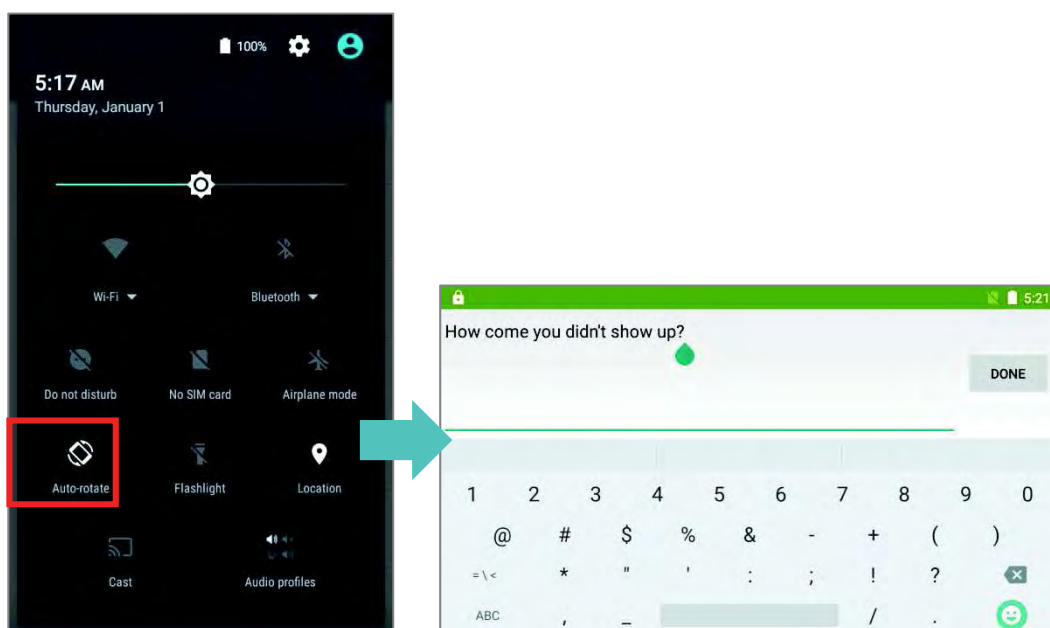 100%
5:17 AM
Thursday, January 1
Wi-Fi
Bluetooth
Do not disturb
No SIM card
Airplane mode
Auto-rotate
Flashlight
Location
Cast
Audio profiles
5:21
How come you didn't show up?
DONE
1 2 3 4 5 6 7 8 9 0
@ # $ % & - + ( )
= \ < * " ' : ; ! ?
ABC , _ / .